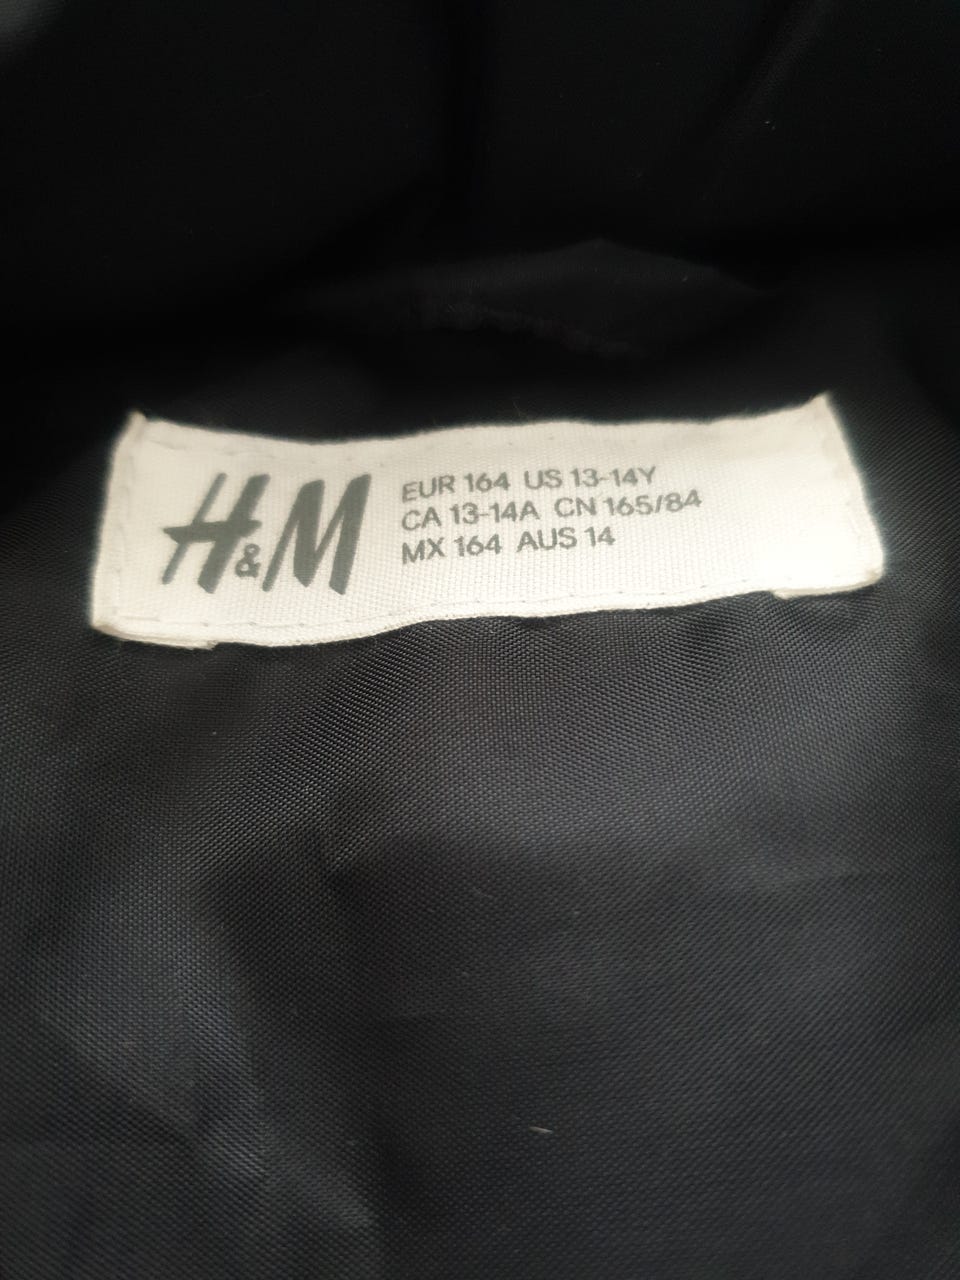 H&M
EUR 164 US 13-14Y
CA 13-14A CN 165/84
MX 164 AUS 14